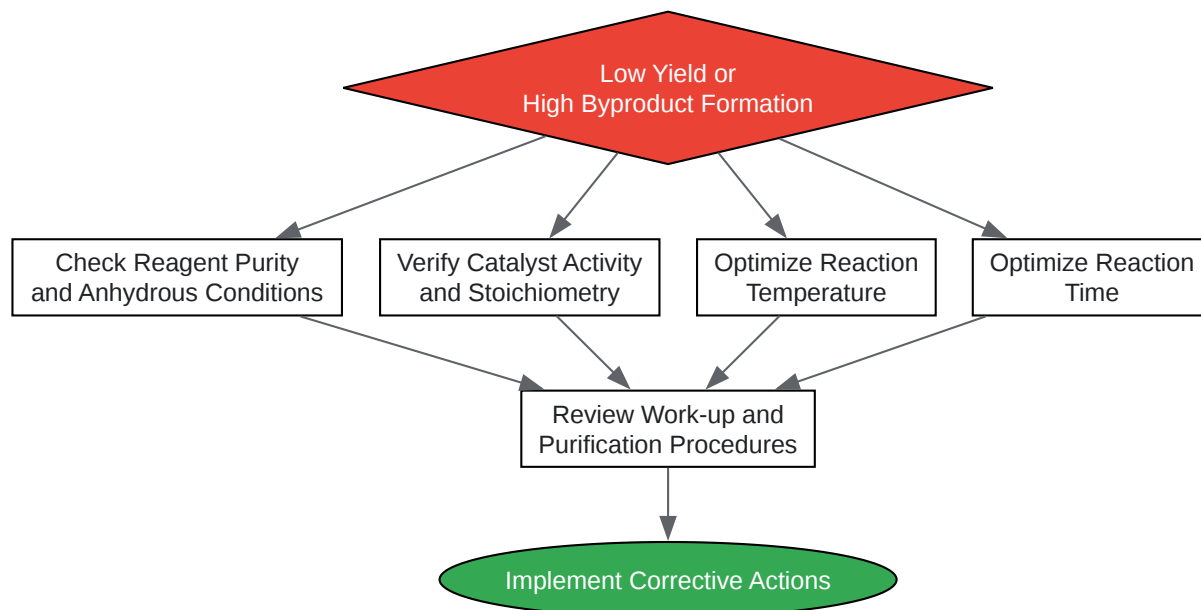 Low Yield or
High Byproduct Formation
Check Reagent Purity
and Anhydrous Conditions
Verify Catalyst Activity
and Stoichiometry
Optimize Reaction
Temperature
Optimize Reaction
Time
Review Work-up and
Purification Procedures
Implement Corrective Actions